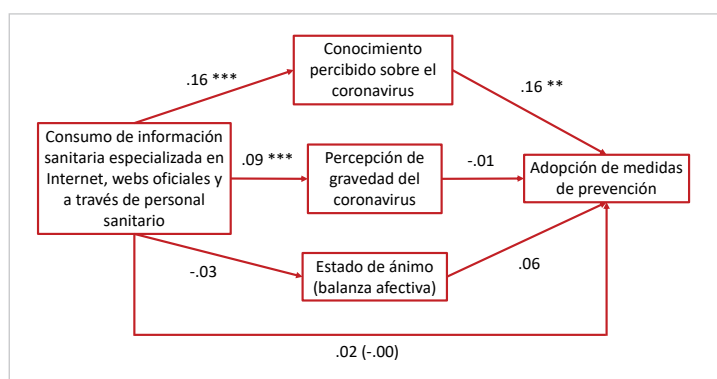 Conocimiento
percibido sobre el
coronavirus
.16 ***
.16 **
Consumo de información
sanitaria especializada en
Internet, webs oficiales y
a través de personal
sanitario
.09 ***
Percepción de
gravedad del
coronavirus
-.01
Adopción de medidas
de prevención
-.03
Estado de ánimo
(balanza afectiva)
.06
.02 (-.00)